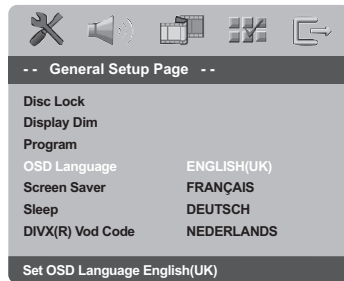 -- General Setup Page --
Disc Lock
Display Dim
Program
OSD Language ENGLISH(UK)
Screen Saver FRANÇAIS
Sleep DEUTSCH
DIVX(R) Vod Code NEDERLANDS
Set OSD Language English(UK)